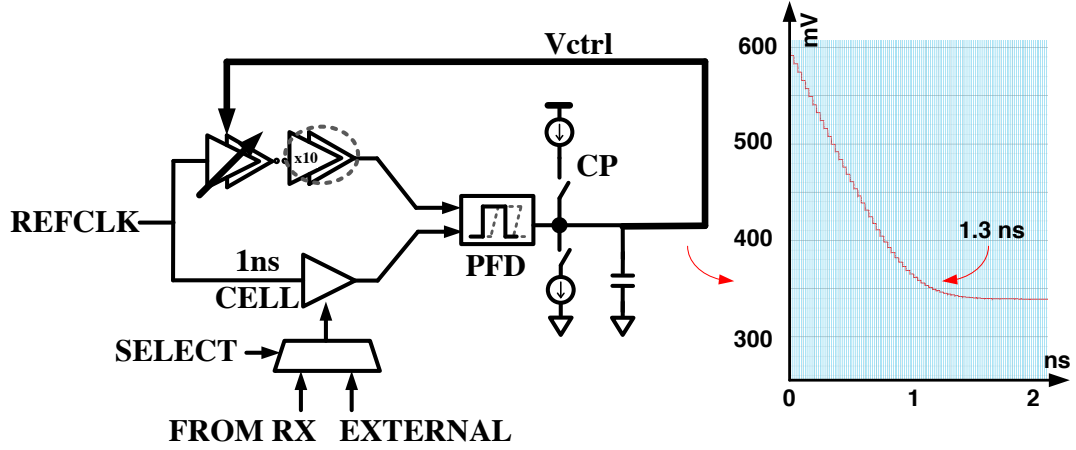 Vctrl
mV
600
x10
CP
500
REFCLK
1ns
CELL
PFD
400
1.3 ns
SELECT
300
ns
0
1
2
FROM RX
EXTERNAL